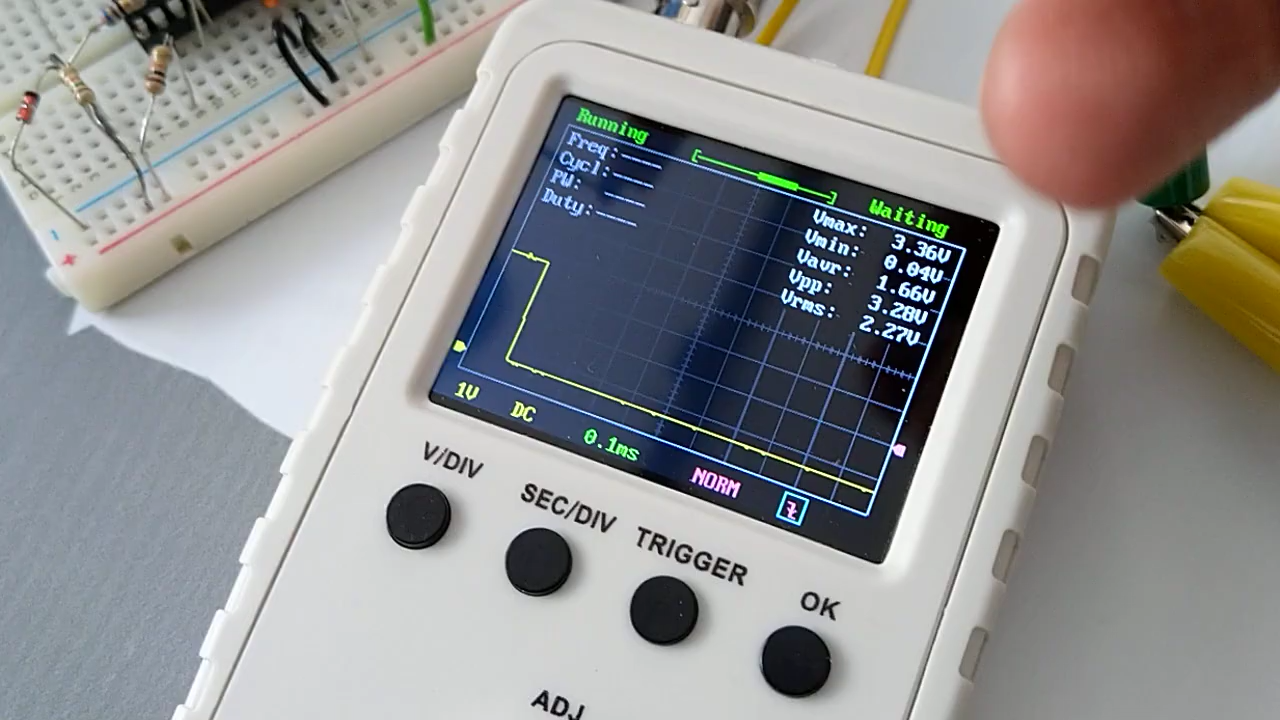 Running
Waiting
Freq:-----
Cycl:-----
PW: -----
Duty:-----
Vmax: 3.36V
Vmin: 0.04V
Vavr: 1.66V
Vpp: 3.28V
Vrms: 2.27V
1V DC 0.1ms NORM
V/DIV SEC/DIV TRIGGER OK
ADJ
+
-